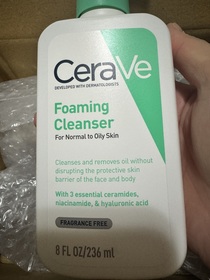 CeraVe
DEVELOPED WITH DERMATOLOGISTS
Foaming
Cleanser
For Normal to Oily Skin
Cleanses and removes oil without
disrupting the protective skin
barrier of the face and body
With 3 essential ceramides,
niacinamide, & hyaluronic acid
FRAGRANCE FREE
8 FL OZ/236 ml